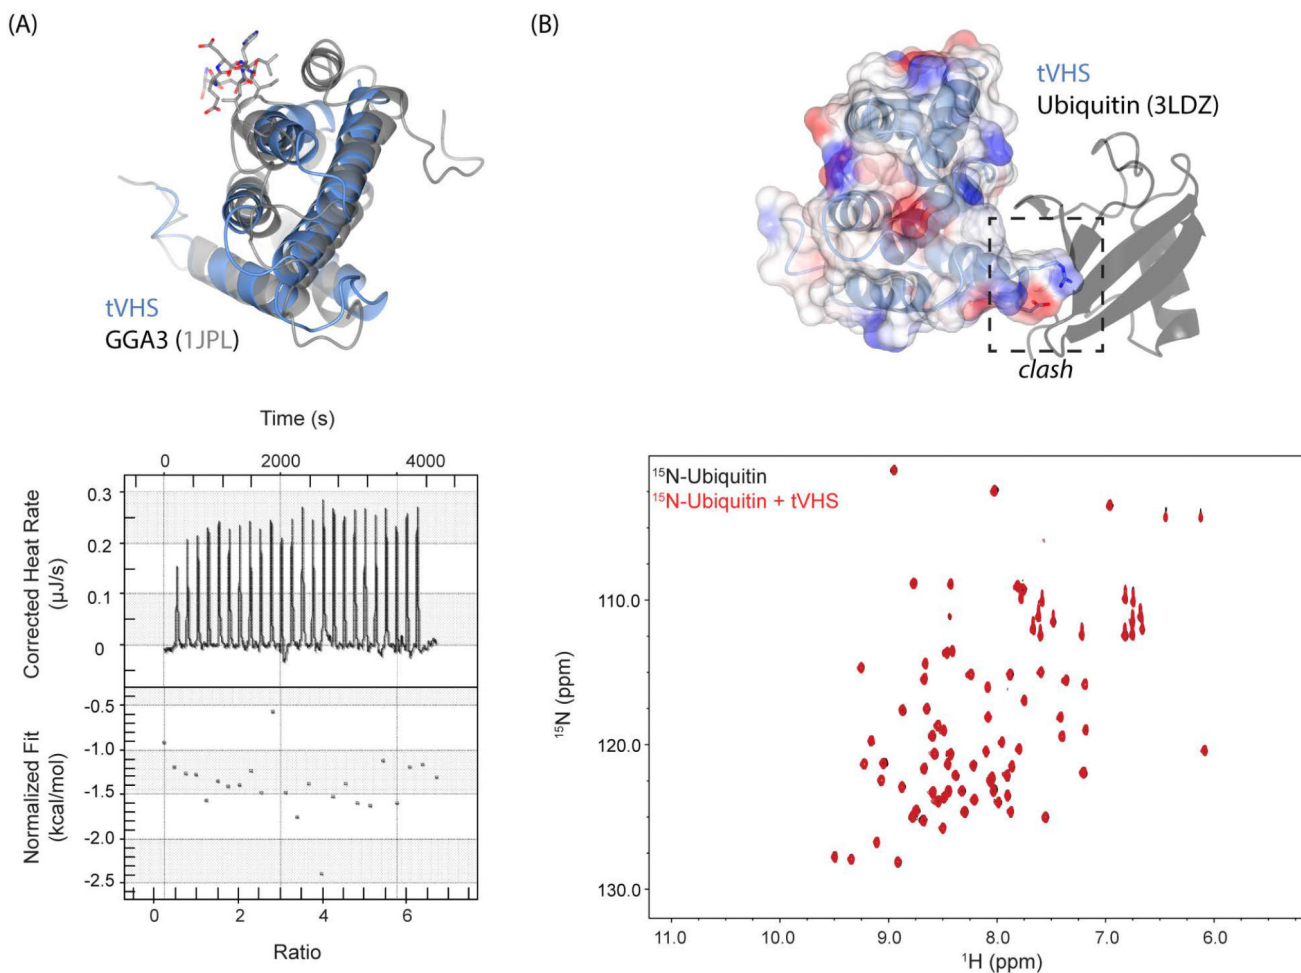 (A)
tVHS
GGA3 (1JPL)
(B)
tVHS
Ubiquitin (3LDZ)
clash
Time (s)
0 2000 4000
Corrected Heat Rate
(µJ/s)
0.3
0.2
0.1
0
Normalized Fit
(kcal/mol)
-0.5
-1.0
-1.5
-2.0
-2.5
0 2 4 6
Ratio
¹⁵N-Ubiquitin
¹⁵N-Ubiquitin + tVHS
¹⁵N (ppm)
110.0
120.0
130.0
11.0 10.0 9.0 8.0 7.0 6.0
¹H (ppm)